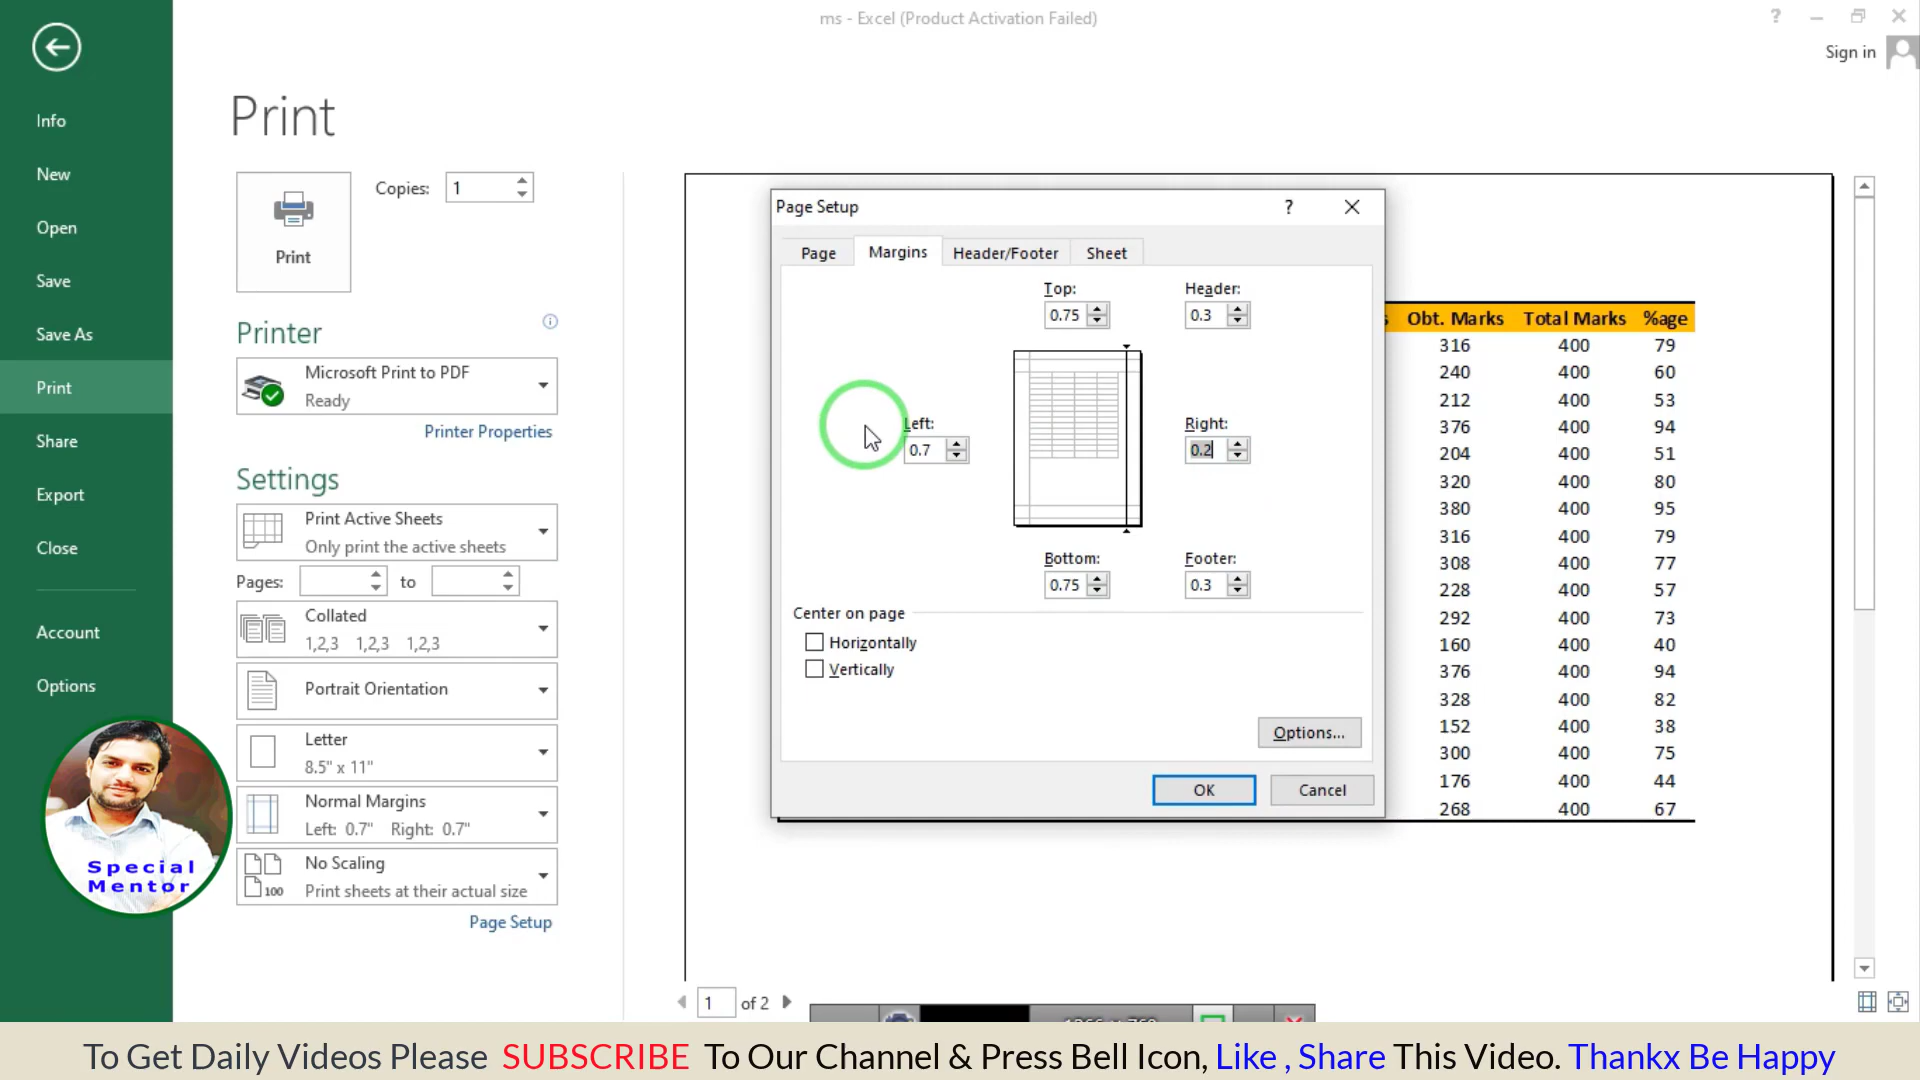 ms - Excel (Product Activation Failed)
Sign in
Info
New
Open
Save
Save As
Print
Share
Export
Close
Account
Options
Special
Mentor
Print
Print
Copies: 1
Printer
Microsoft Print to PDF
Ready
Printer Properties
Settings
Print Active Sheets
Only print the active sheets
Pages: to
Collated
1,2,3 1,2,3 1,2,3
Portrait Orientation
Letter
8.5" x 11"
Normal Margins
Left: 0.7" Right: 0.7"
No Scaling
100 Print sheets at their actual size
Page Setup
Page Setup
Page Margins Header/Footer Sheet
Top: Header:
0.75 0.3
Left: Right:
0.7 0.2
Bottom: Footer:
0.75 0.3
Center on page
Horizontally
Vertically
Options...
OK Cancel
Obt. Marks Total Marks %age
316 400 79
240 400 60
212 400 53
376 400 94
204 400 51
320 400 80
380 400 95
316 400 79
308 400 77
228 400 57
292 400 73
160 400 40
376 400 94
328 400 82
152 400 38
300 400 75
176 400 44
268 400 67
1 of 2
To Get Daily Videos Please SUBSCRIBE To Our Channel & Press Bell Icon, Like , Share This Video. Thankx Be Happy